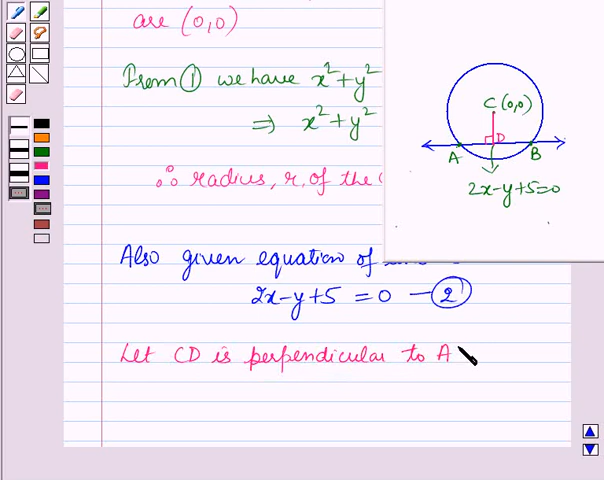 are (0,0)
From ① we have x²+y²
⇒ x²+y²
∴ radius, r, of the
Also given equation of
2x-y+5 = 0 - ②
Let CD is perpendicular to A
C(0,0)
D
A
B
2x-y+5=0